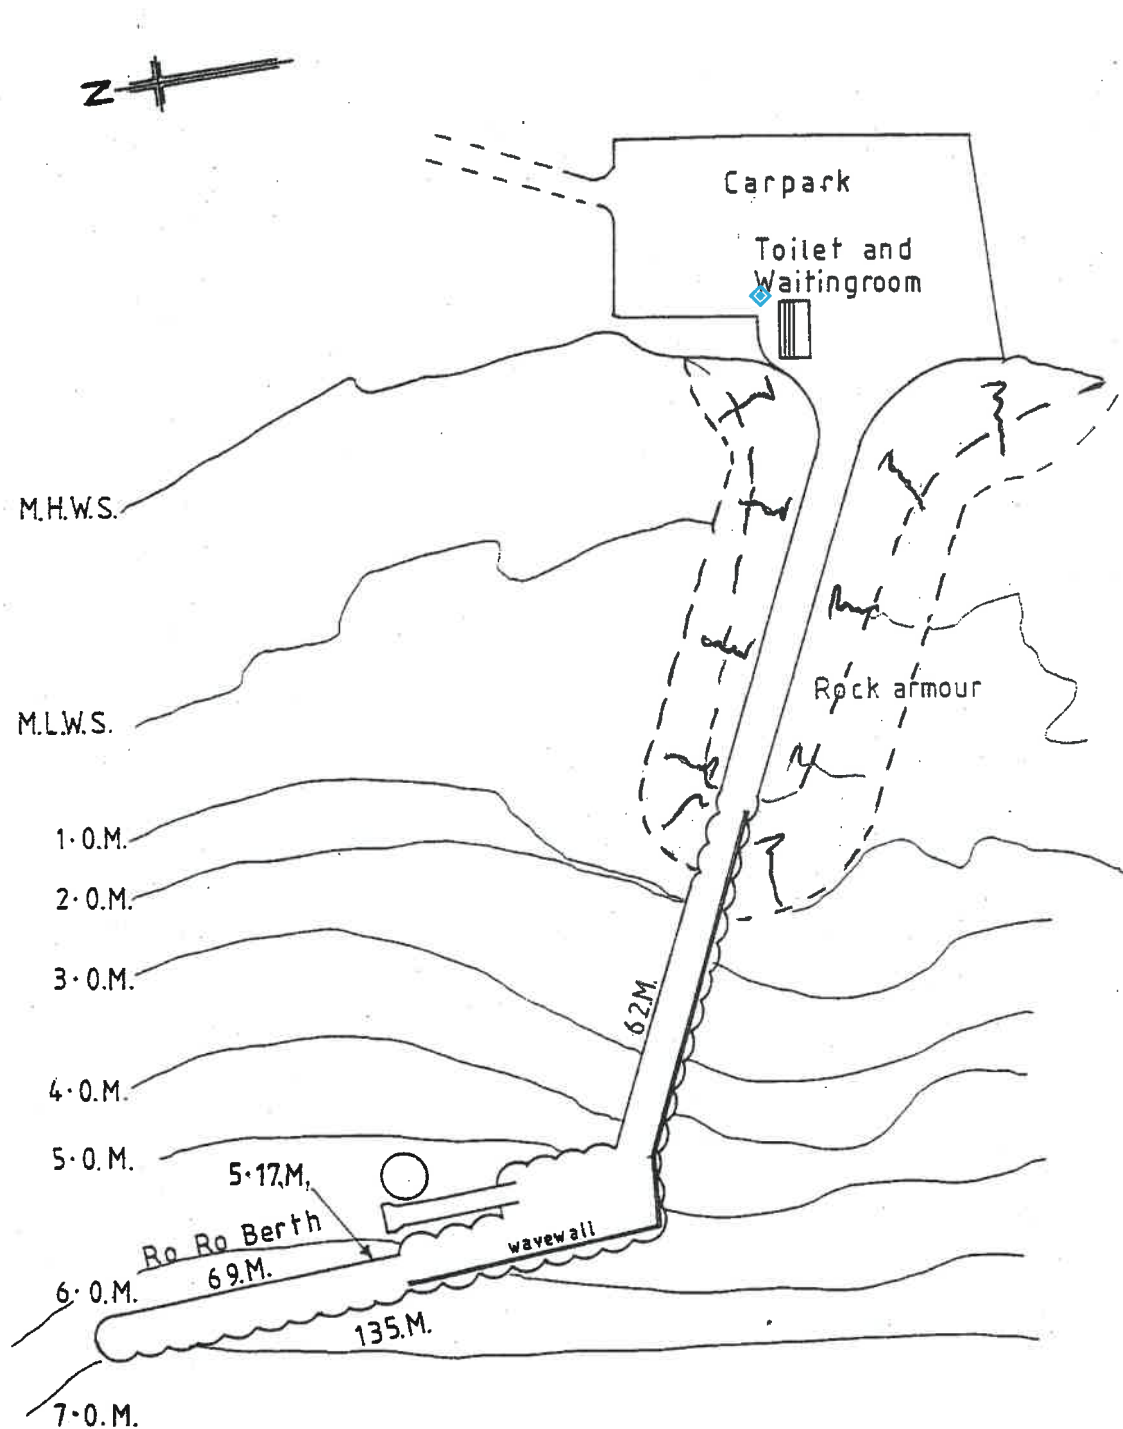 N
Carpark
Toilet and
Waitingroom
M.H.W.S.
M.L.W.S.
Rock armour
1·0.M.
2·0.M.
3·0.M.
62M.
4·0.M.
5·0.M.
5·17.M.
Ro Ro Berth
wavewall
69.M.
6·0.M.
135.M.
7·0.M.